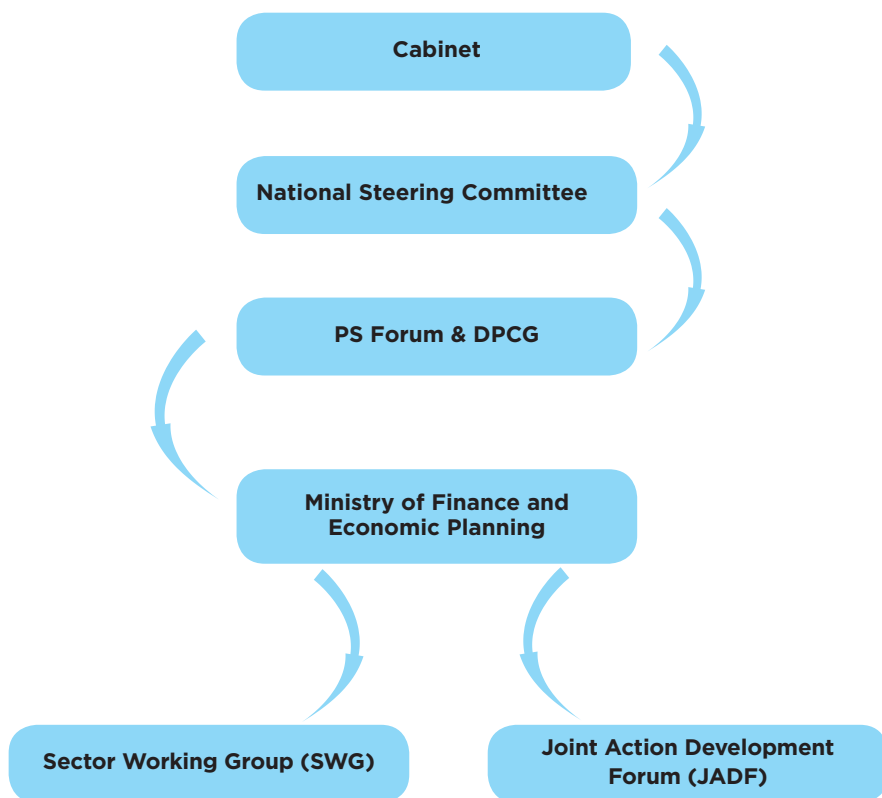 Cabinet
National Steering Committee
PS Forum & DPCG
Ministry of Finance and
Economic Planning
Sector Working Group (SWG)
Joint Action Development
Forum (JADF)